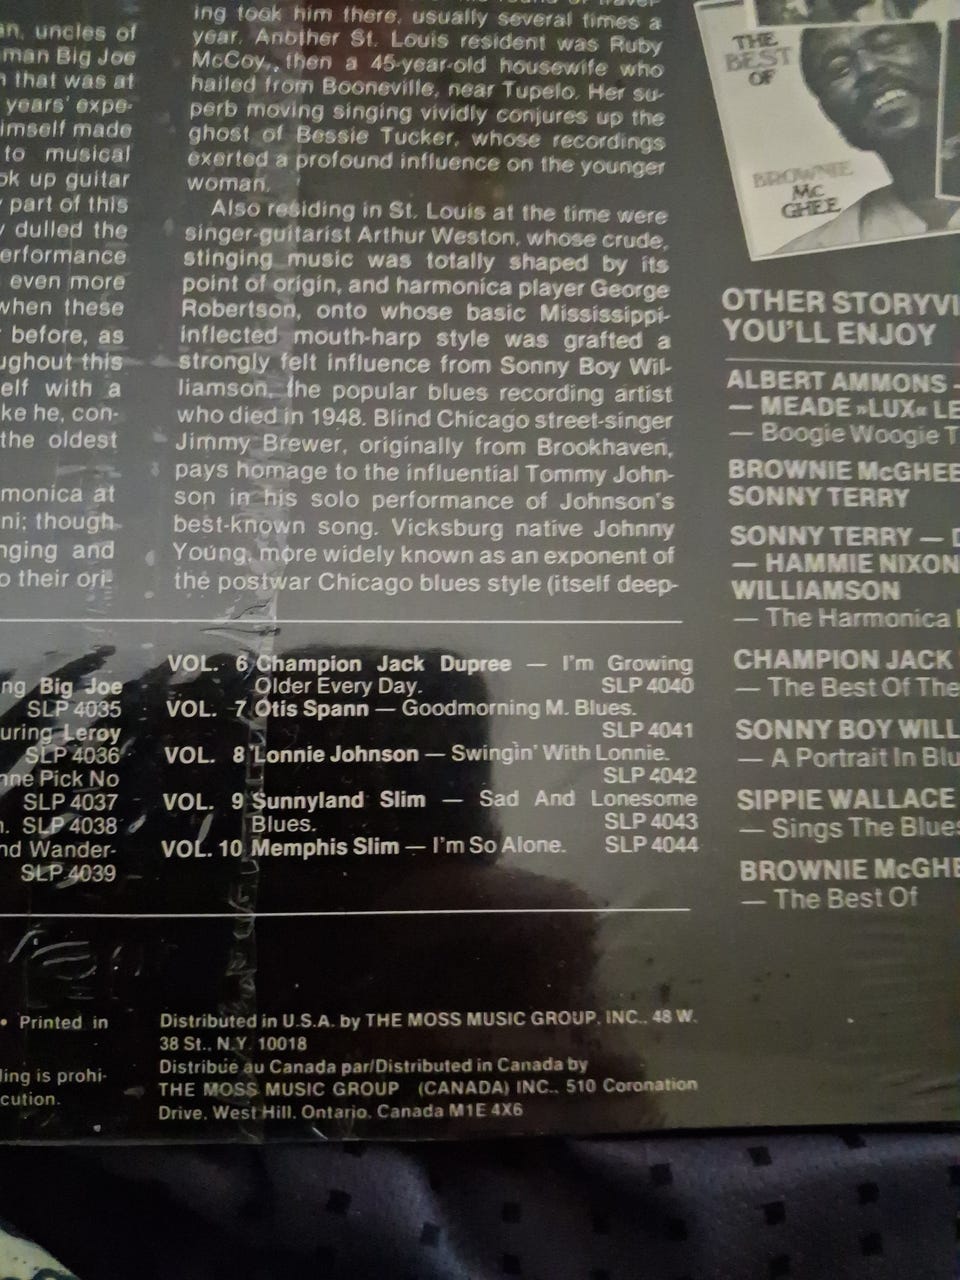 an, uncles of
man Big Joe
n that was at
years' expe-
imself made
to musical
ok up guitar
part of this
dulled the
erformance
even more
when these
before, as
ughout this
elf with a
ke he, con-
the oldest
monica at
ni; though
nging and
o their ori-
ing took him there, usually several times a
year. Another St. Louis resident was Ruby
McCoy, then a 45-year-old housewife who
hailed from Booneville, near Tupelo. Her su-
perb moving singing vividly conjures up the
ghost of Bessie Tucker, whose recordings
exerted a profound influence on the younger
woman.
Also residing in St. Louis at the time were
singer-guitarist Arthur Weston, whose crude,
stinging music was totally shaped by its
point of origin, and harmonica player George
Robertson, onto whose basic Mississippi-
inflected mouth-harp style was grafted a
strongly felt influence from Sonny Boy Wil-
liamson, the popular blues recording artist
who died in 1948. Blind Chicago street-singer
Jimmy Brewer, originally from Brookhaven,
pays homage to the influential Tommy John-
son in his solo performance of Johnson's
best-known song. Vicksburg native Johnny
Young, more widely known as an exponent of
the postwar Chicago blues style (itself deep-
THE
BEST
OF
BROWNIE
Mc
GHEE
OTHER STORYVI
YOU'LL ENJOY
ALBERT AMMONS –
— MEADE »LUX« LE
— Boogie Woogie T
BROWNIE McGHEE
SONNY TERRY
SONNY TERRY — D
— HAMMIE NIXON
WILLIAMSON
— The Harmonica
CHAMPION JACK
— The Best Of The
SONNY BOY WILL
— A Portrait In Blu
SIPPIE WALLACE
— Sings The Blues
BROWNIE McGHE
— The Best Of
ng Big Joe
SLP 4035
uring Leroy
SLP 4036
nne Pick No
SLP 4037
n. SLP 4038
nd Wander-
SLP 4039
VOL. 6 Champion Jack Dupree — I'm Growing
Older Every Day. SLP 4040
VOL. 7 Otis Spann — Goodmorning M. Blues.
SLP 4041
VOL. 8 Lonnie Johnson — Swingin' With Lonnie.
SLP 4042
VOL. 9 Sunnyland Slim — Sad And Lonesome
Blues. SLP 4043
VOL. 10 Memphis Slim — I'm So Alone. SLP 4044
• Printed in
ling is prohi-
cution.
Distributed in U.S.A. by THE MOSS MUSIC GROUP, INC., 48 W.
38 St., N.Y. 10018
Distribué au Canada par/Distributed in Canada by
THE MOSS MUSIC GROUP (CANADA) INC., 510 Coronation
Drive, West Hill, Ontario, Canada M1E 4X6